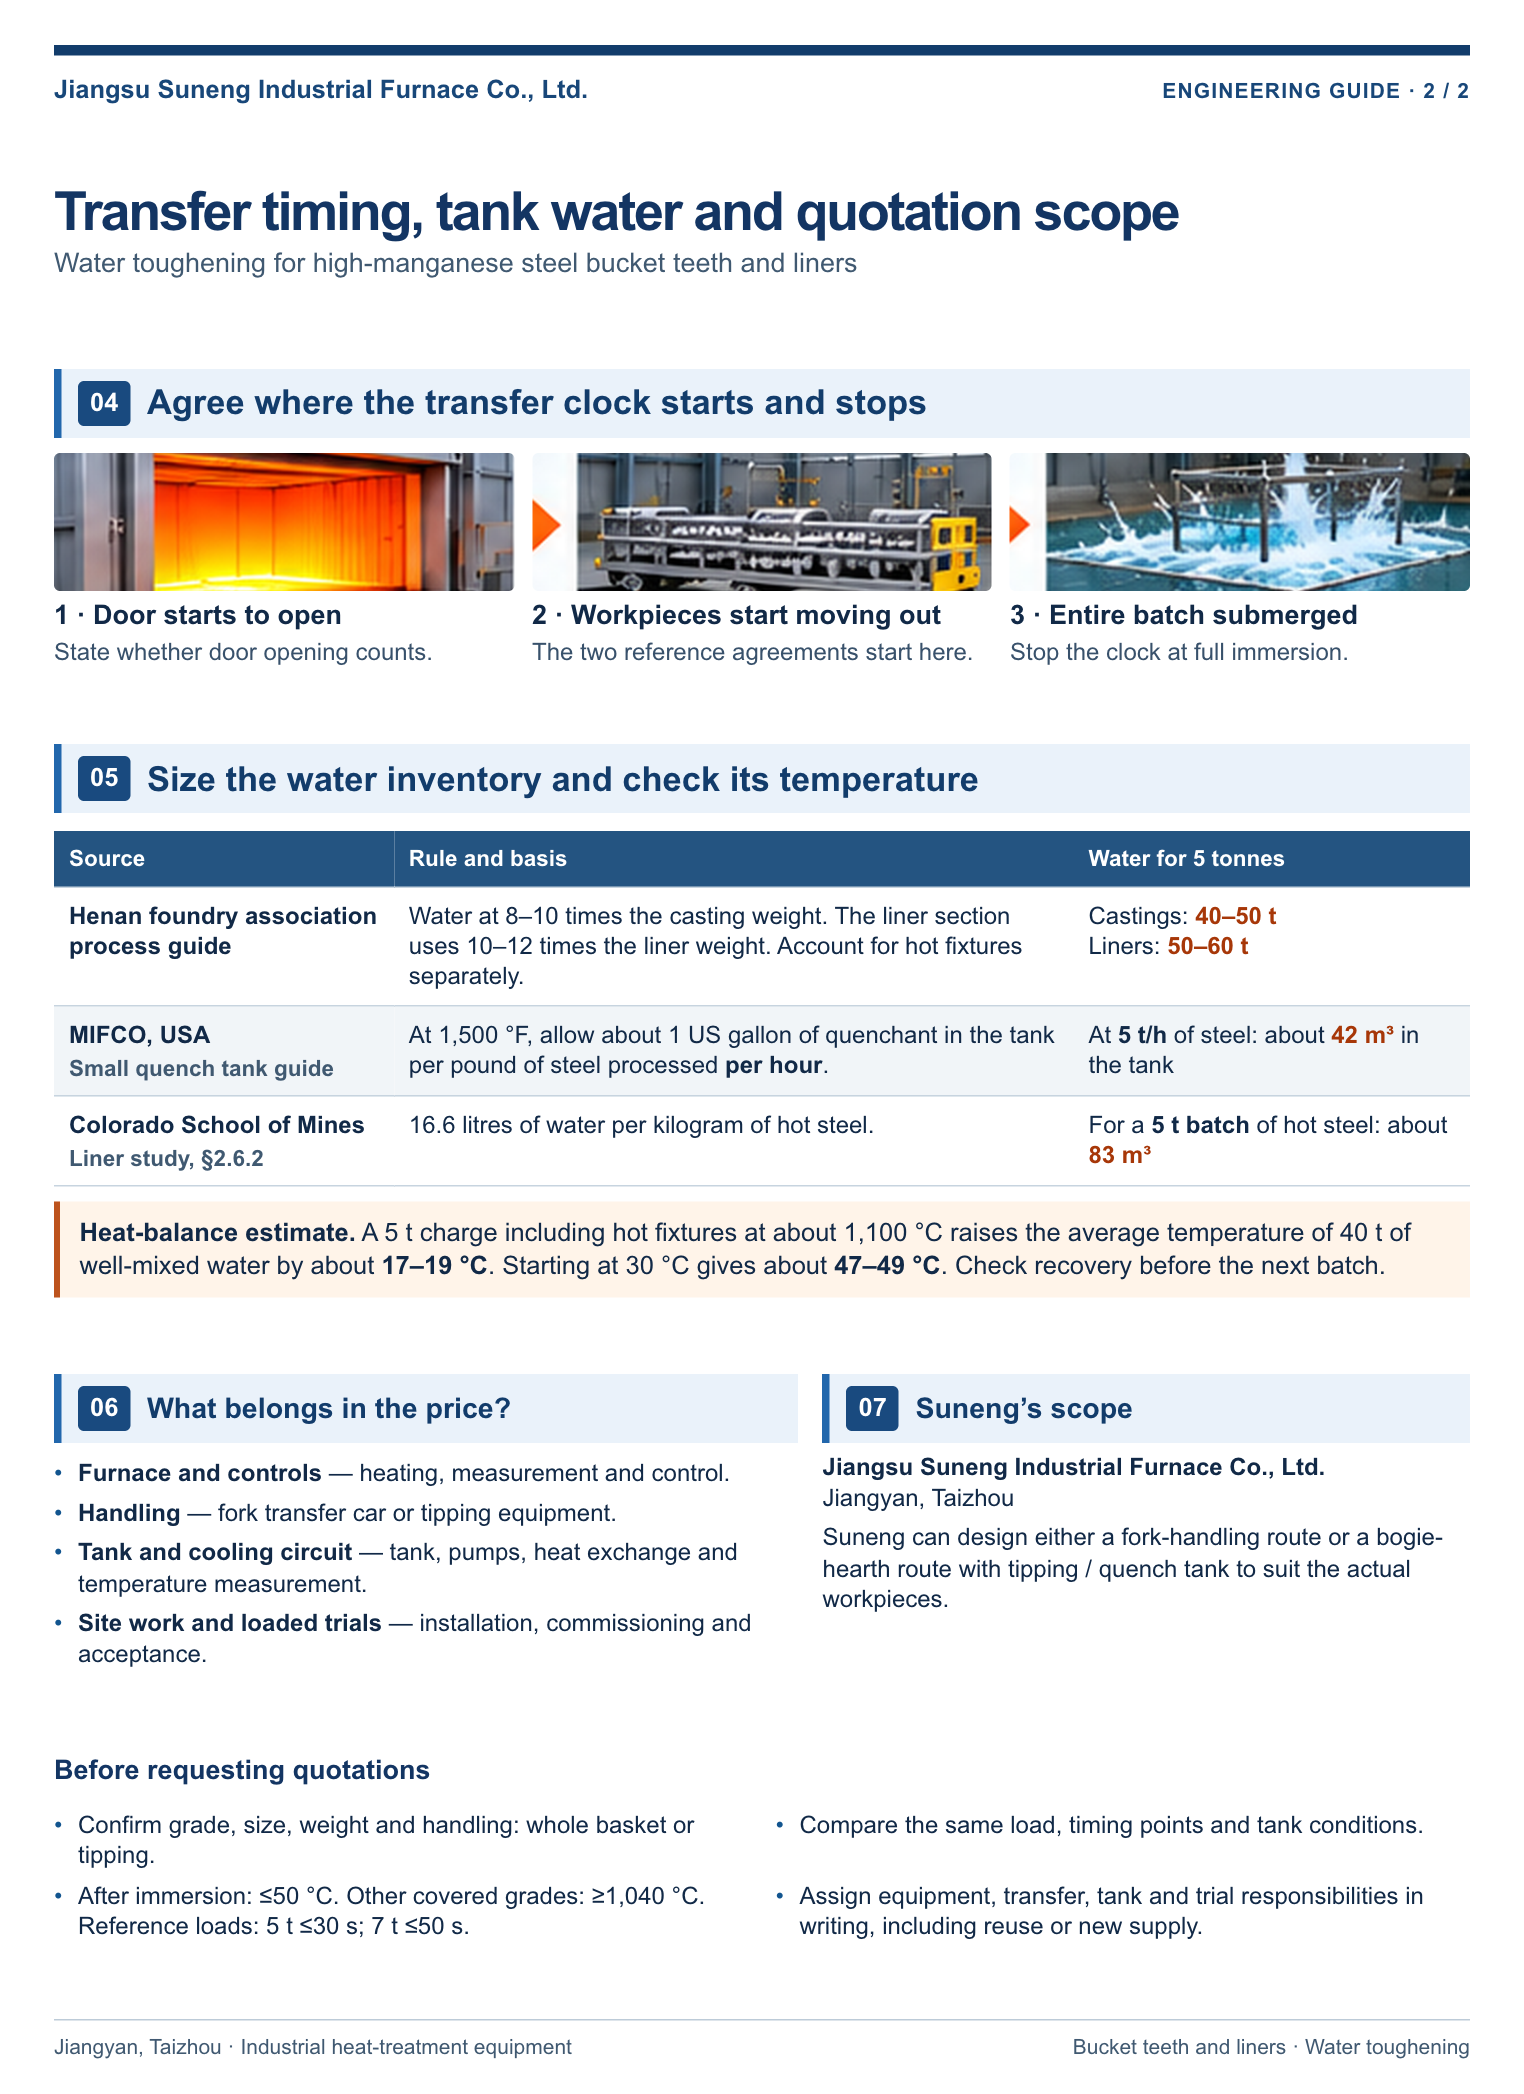 Jiangsu Suneng Industrial Furnace Co., Ltd.
ENGINEERING GUIDE · 2 / 2
Transfer timing, tank water and quotation scope
Water toughening for high-manganese steel bucket teeth and liners
04 Agree where the transfer clock starts and stops
1 · Door starts to open
State whether door opening counts.
2 · Workpieces start moving out
The two reference agreements start here.
3 · Entire batch submerged
Stop the clock at full immersion.
05 Size the water inventory and check its temperature
Source
Rule and basis
Water for 5 tonnes
Henan foundry association
process guide
Water at 8–10 times the casting weight. The liner section
uses 10–12 times the liner weight. Account for hot fixtures
separately.
Castings: 40–50 t
Liners: 50–60 t
MIFCO, USA
Small quench tank guide
At 1,500 °F, allow about 1 US gallon of quenchant in the tank
per pound of steel processed per hour.
At 5 t/h of steel: about 42 m³ in
the tank
Colorado School of Mines
Liner study, §2.6.2
16.6 litres of water per kilogram of hot steel.
For a 5 t batch of hot steel: about
83 m³
Heat-balance estimate. A 5 t charge including hot fixtures at about 1,100 °C raises the average temperature of 40 t of
well-mixed water by about 17–19 °C. Starting at 30 °C gives about 47–49 °C. Check recovery before the next batch.
06 What belongs in the price?
• Furnace and controls — heating, measurement and control.
• Handling — fork transfer car or tipping equipment.
• Tank and cooling circuit — tank, pumps, heat exchange and
temperature measurement.
• Site work and loaded trials — installation, commissioning and
acceptance.
07 Suneng’s scope
Jiangsu Suneng Industrial Furnace Co., Ltd.
Jiangyan, Taizhou
Suneng can design either a fork-handling route or a bogie-
hearth route with tipping / quench tank to suit the actual
workpieces.
Before requesting quotations
• Confirm grade, size, weight and handling: whole basket or
tipping.
• Compare the same load, timing points and tank conditions.
• After immersion: ≤50 °C. Other covered grades: ≥1,040 °C.
Reference loads: 5 t ≤30 s; 7 t ≤50 s.
• Assign equipment, transfer, tank and trial responsibilities in
writing, including reuse or new supply.
Jiangyan, Taizhou · Industrial heat-treatment equipment
Bucket teeth and liners · Water toughening